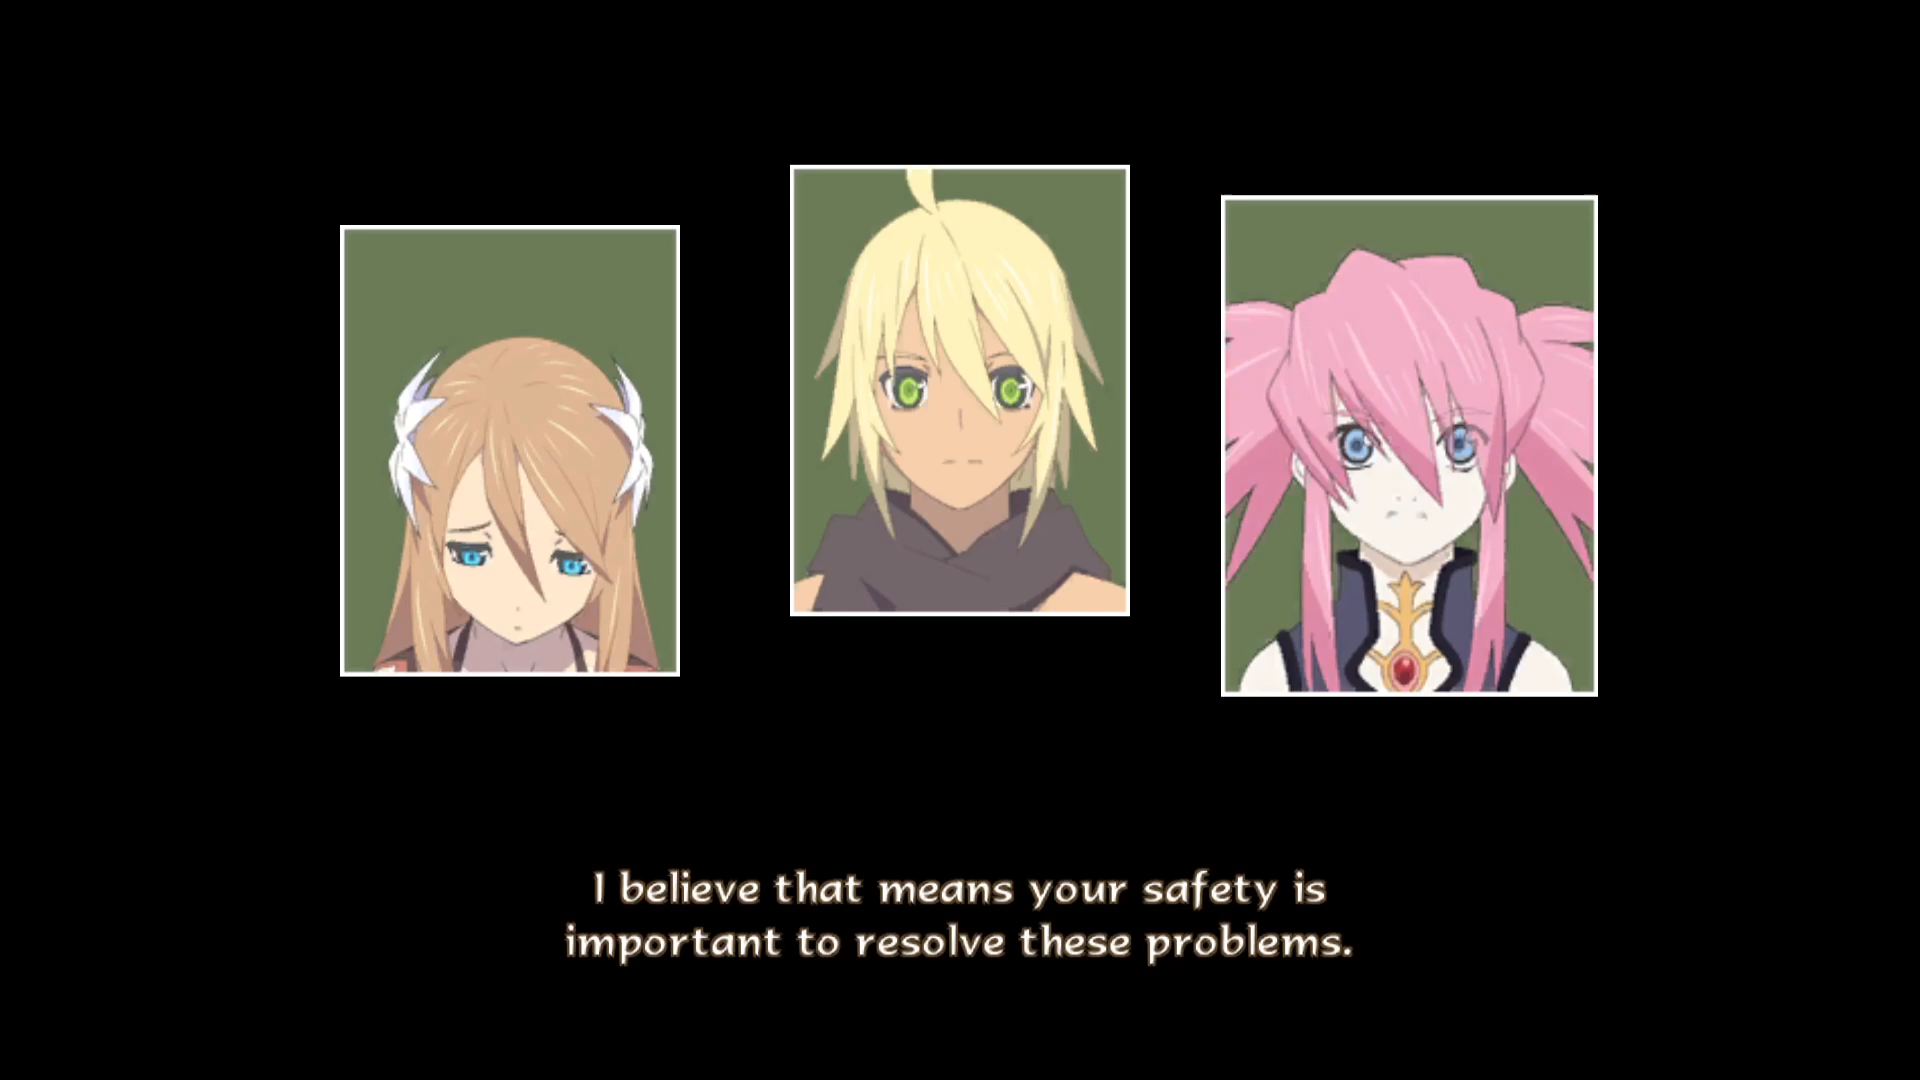 I believe that means your safety is
important to resolve these problems.